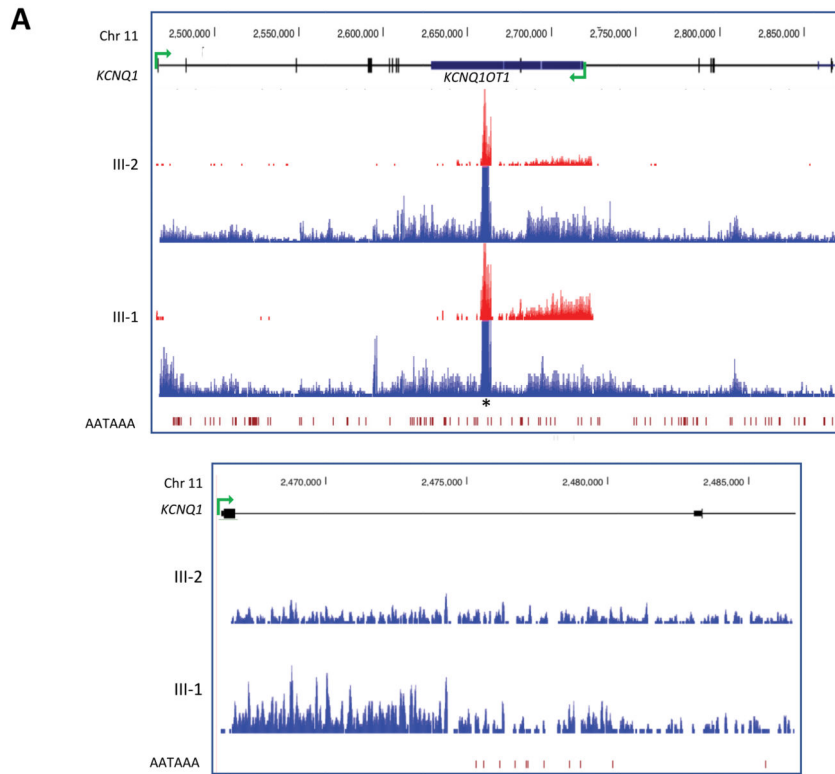 A
Chr 11 2,500,000 2,550,000 2,600,000 2,650,000 2,700,000 2,750,000 2,800,000 2,850,000
KCNQ1 KCNQ1OT1
III-2
III-1
*
AATAAA
Chr 11 2,470,000 2,475,000 2,480,000 2,485,000
KCNQ1
III-2
III-1
AATAAA